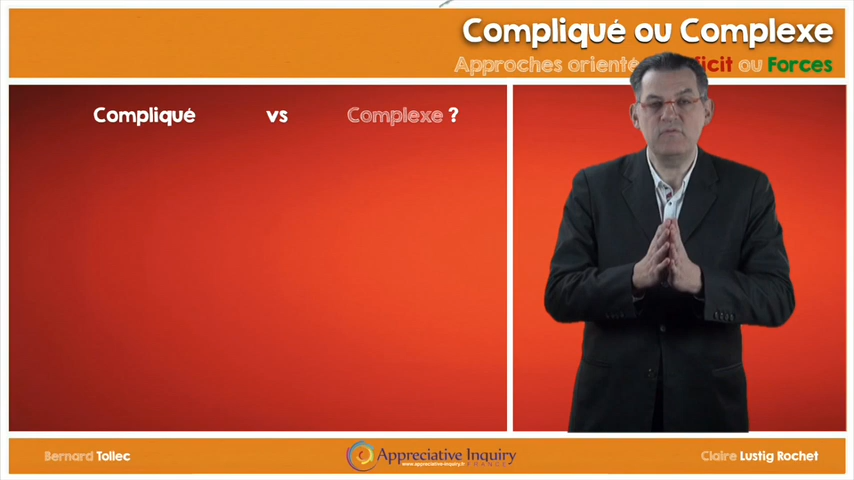 Compliqué ou Complexe
Approches orienté icit ou Forces
Compliqué vs Complexe ?
Bernard Tollec
Appreciative Inquiry
www.appreciative-inquiry.fr FRANCE
Claire Lustig Rochet